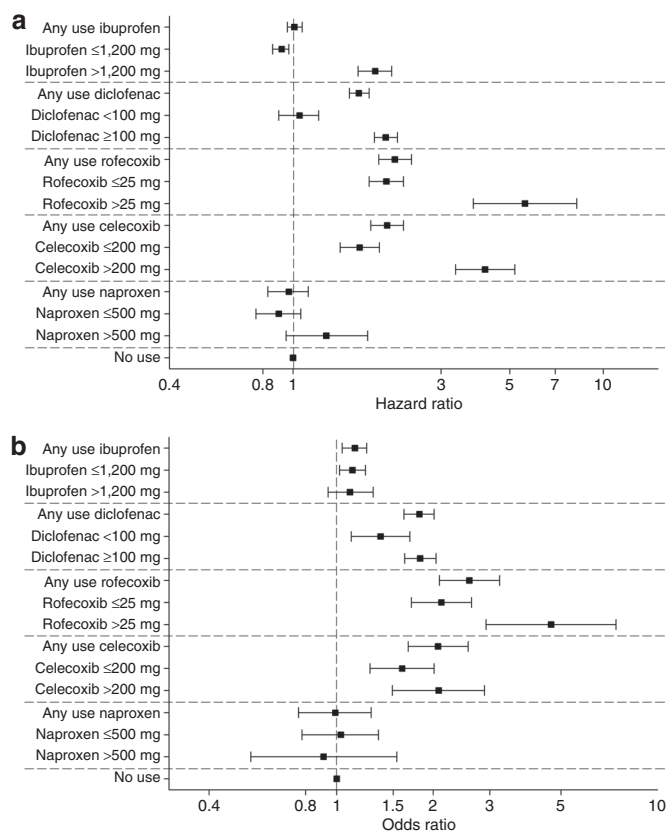 a
Any use ibuprofen
Ibuprofen ≤1,200 mg
Ibuprofen >1,200 mg
Any use diclofenac
Diclofenac <100 mg
Diclofenac ≥100 mg
Any use rofecoxib
Rofecoxib ≤25 mg
Rofecoxib >25 mg
Any use celecoxib
Celecoxib ≤200 mg
Celecoxib >200 mg
Any use naproxen
Naproxen ≤500 mg
Naproxen >500 mg
No use
0.4 0.8 1 3 5 7 10
Hazard ratio
b
Any use ibuprofen
Ibuprofen ≤1,200 mg
Ibuprofen >1,200 mg
Any use diclofenac
Diclofenac <100 mg
Diclofenac ≥100 mg
Any use rofecoxib
Rofecoxib ≤25 mg
Rofecoxib >25 mg
Any use celecoxib
Celecoxib ≤200 mg
Celecoxib >200 mg
Any use naproxen
Naproxen ≤500 mg
Naproxen >500 mg
No use
0.4 0.8 1 1.5 2 3 5 10
Odds ratio